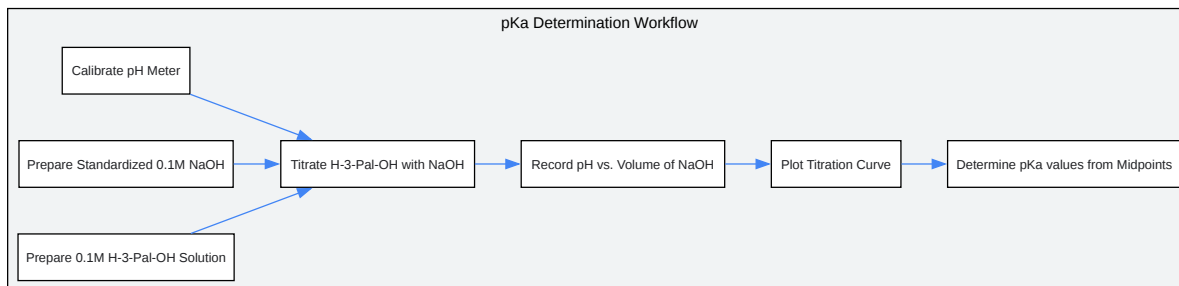 pKa Determination Workflow
Calibrate pH Meter
Prepare Standardized 0.1M NaOH
Titrate H-3-Pal-OH with NaOH
Record pH vs. Volume of NaOH
Plot Titration Curve
Determine pKa values from Midpoints
Prepare 0.1M H-3-Pal-OH Solution